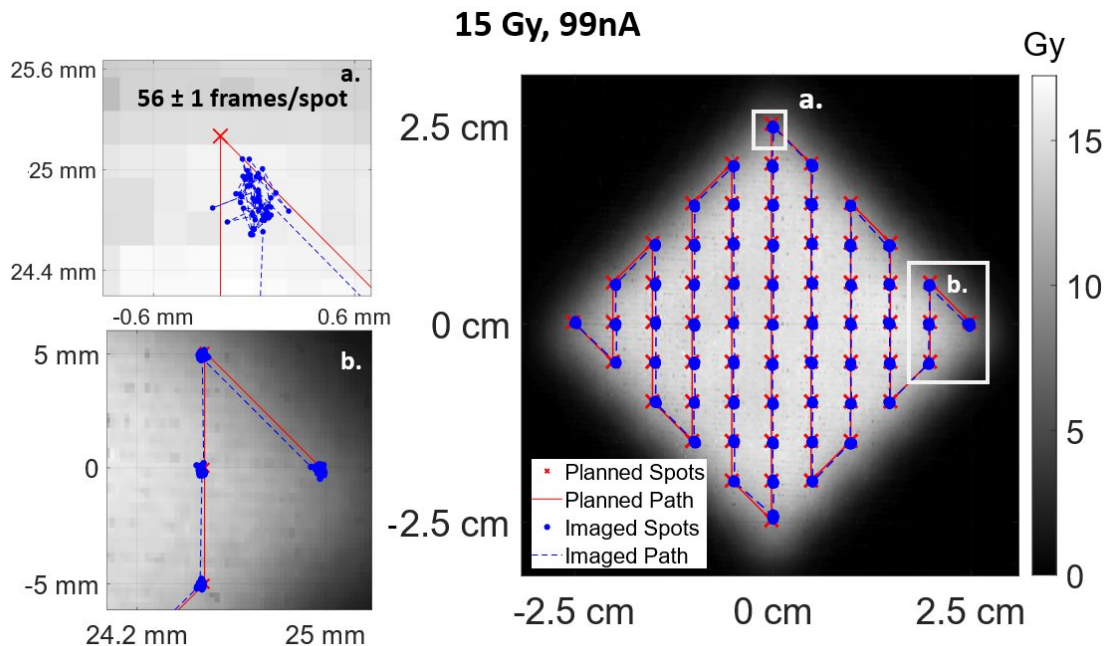 15 Gy, 99nA
25.6 mm
a.
56 ± 1 frames/spot
25 mm
24.4 mm
-0.6 mm
0.6 mm
5 mm
b.
0
-5 mm
24.2 mm
25 mm
Gy
a.
2.5 cm
b.
0 cm
-2.5 cm
Planned Spots
Planned Path
Imaged Spots
Imaged Path
-2.5 cm
0 cm
2.5 cm
15
10
5
0